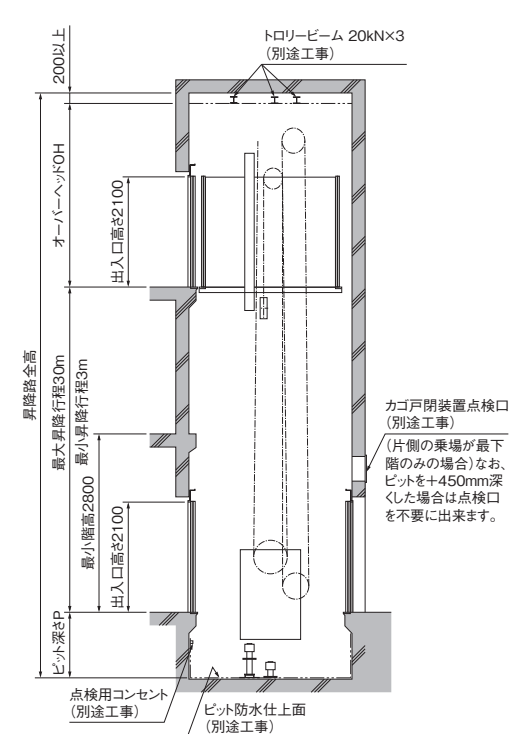 トロリービーム 20kN×3
（別途工事）
200以上
オーバーヘッドOH
出入口高さ2100
昇降路全高
最大昇降行程30m
最小昇降行程3m
カゴ戸閉装置点検口
（別途工事）
（片側の乗場が最下
階のみの場合）なお、
ピットを＋450mm深
くした場合は点検口
を不要に出来ます。
最小階高2800
出入口高さ2100
ピット深さP
点検用コンセント
（別途工事）
ピット防水仕上面
（別途工事）